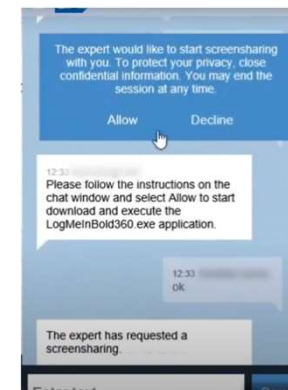 The expert would like to start screensharing
with you. To protect your privacy, close
confidential information. You may end the
session at any time.
Allow Decline
12:33
Please follow the instructions on the
chat window and select Allow to start
download and execute the
LogMeInBold360.exe application.
12:33
ok
The expert has requested a
screensharing.